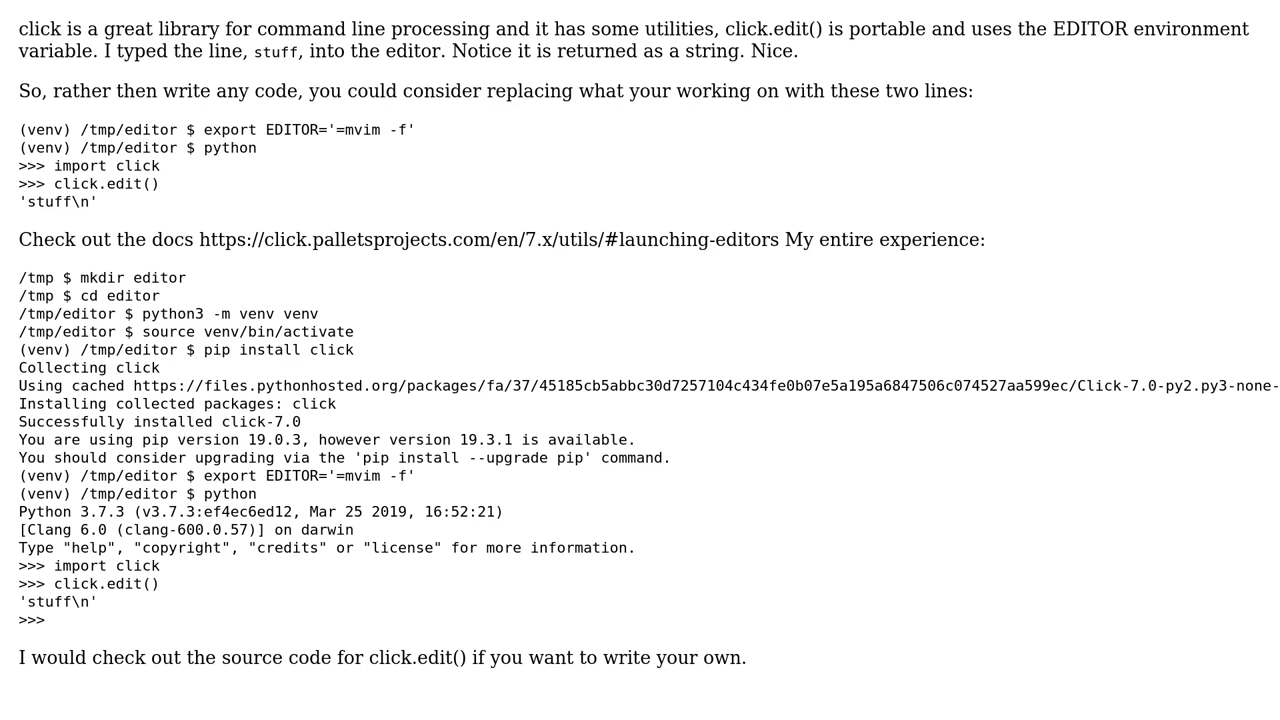 click is a great library for command line processing and it has some utilities, click.edit() is portable and uses the EDITOR environment
variable. I typed the line, stuff, into the editor. Notice it is returned as a string. Nice.
So, rather then write any code, you could consider replacing what your working on with these two lines:
(venv) /tmp/editor $ export EDITOR='=mvim -f'
(venv) /tmp/editor $ python
>>> import click
>>> click.edit()
'stuff\n'
Check out the docs https://click.palletsprojects.com/en/7.x/utils/#launching-editors My entire experience:
/tmp $ mkdir editor
/tmp $ cd editor
/tmp/editor $ python3 -m venv venv
/tmp/editor $ source venv/bin/activate
(venv) /tmp/editor $ pip install click
Collecting click
Using cached https://files.pythonhosted.org/packages/fa/37/45185cb5abbc30d7257104c434fe0b07e5a195a6847506c074527aa599ec/Click-7.0-py2.py3-none-
Installing collected packages: click
Successfully installed click-7.0
You are using pip version 19.0.3, however version 19.3.1 is available.
You should consider upgrading via the 'pip install --upgrade pip' command.
(venv) /tmp/editor $ export EDITOR='=mvim -f'
(venv) /tmp/editor $ python
Python 3.7.3 (v3.7.3:ef4ec6ed12, Mar 25 2019, 16:52:21)
[Clang 6.0 (clang-600.0.57)] on darwin
Type "help", "copyright", "credits" or "license" for more information.
>>> import click
>>> click.edit()
'stuff\n'
>>>
I would check out the source code for click.edit() if you want to write your own.